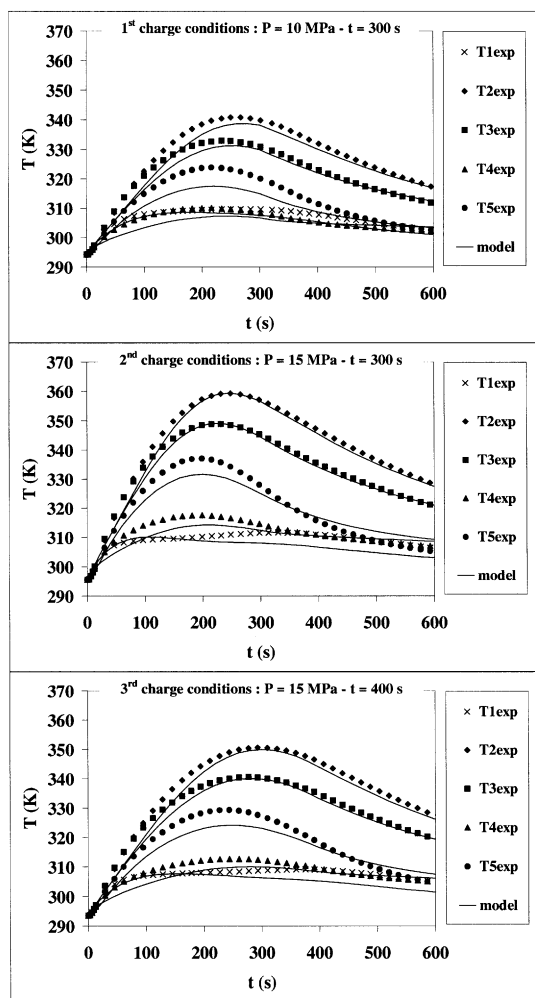 1st charge conditions : P = 10 MPa - t = 300 s
370
360
350
340
330
320
310
300
290
T (K)
0 100 200 300 400 500 600
t (s)
T1exp
T2exp
T3exp
T4exp
T5exp
model
2nd charge conditions : P = 15 MPa - t = 300 s
370
360
350
340
330
320
310
300
290
T (K)
0 100 200 300 400 500 600
t (s)
T1exp
T2exp
T3exp
T4exp
T5exp
model
3rd charge conditions : P = 15 MPa - t = 400 s
370
360
350
340
330
320
310
300
290
T (K)
0 100 200 300 400 500 600
t (s)
T1exp
T2exp
T3exp
T4exp
T5exp
model